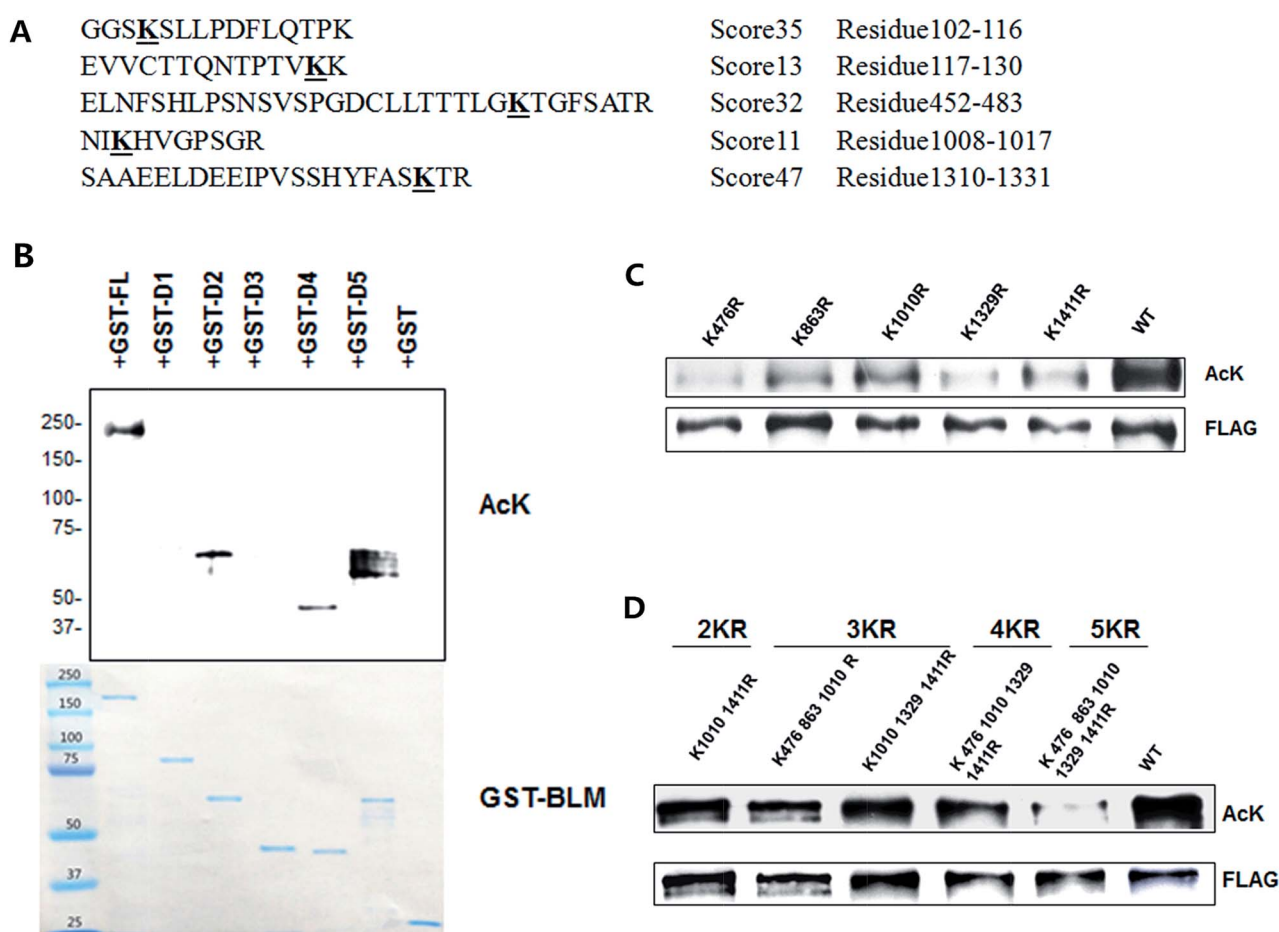 A
GGSKSLLPDFLQTPK Score35 Residue102-116
EVVCTTQNTPTVKK Score13 Residue117-130
ELNFSHLPSNSVSPGDCLLTTTLGKTGFSATR Score32 Residue452-483
NIKHVGPSGR Score11 Residue1008-1017
SAAEELDEEIPVSSHYFASKTR Score47 Residue1310-1331
B
+GST-FL
+GST-D1
+GST-D2
+GST-D3
+GST-D4
+GST-D5
+GST
250-
150-
100-
75-
50-
37-
AcK
250
150
100
75
50
37
25
GST-BLM
C
K476R
K863R
K1010R
K1329R
K1411R
WT
AcK
FLAG
D
2KR 3KR 4KR 5KR
K1010 1411R
K476 863 1010 R
K1010 1329 1411R
K 476 1010 1329
1411R
K 476 863 1010
1329 1411R
WT
AcK
FLAG